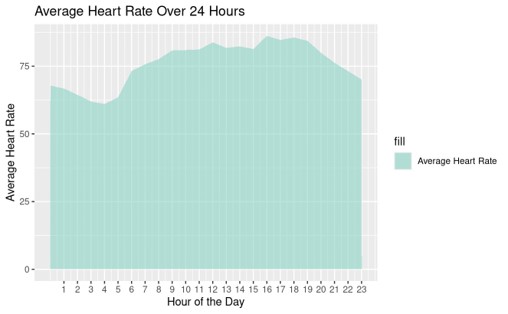 Average Heart Rate Over 24 Hours
75
50
25
0
Average Heart Rate
1 2 3 4 5 6 7 8 9 10 11 12 13 14 15 16 17 18 19 20 21 22 23
Hour of the Day
fill
Average Heart Rate